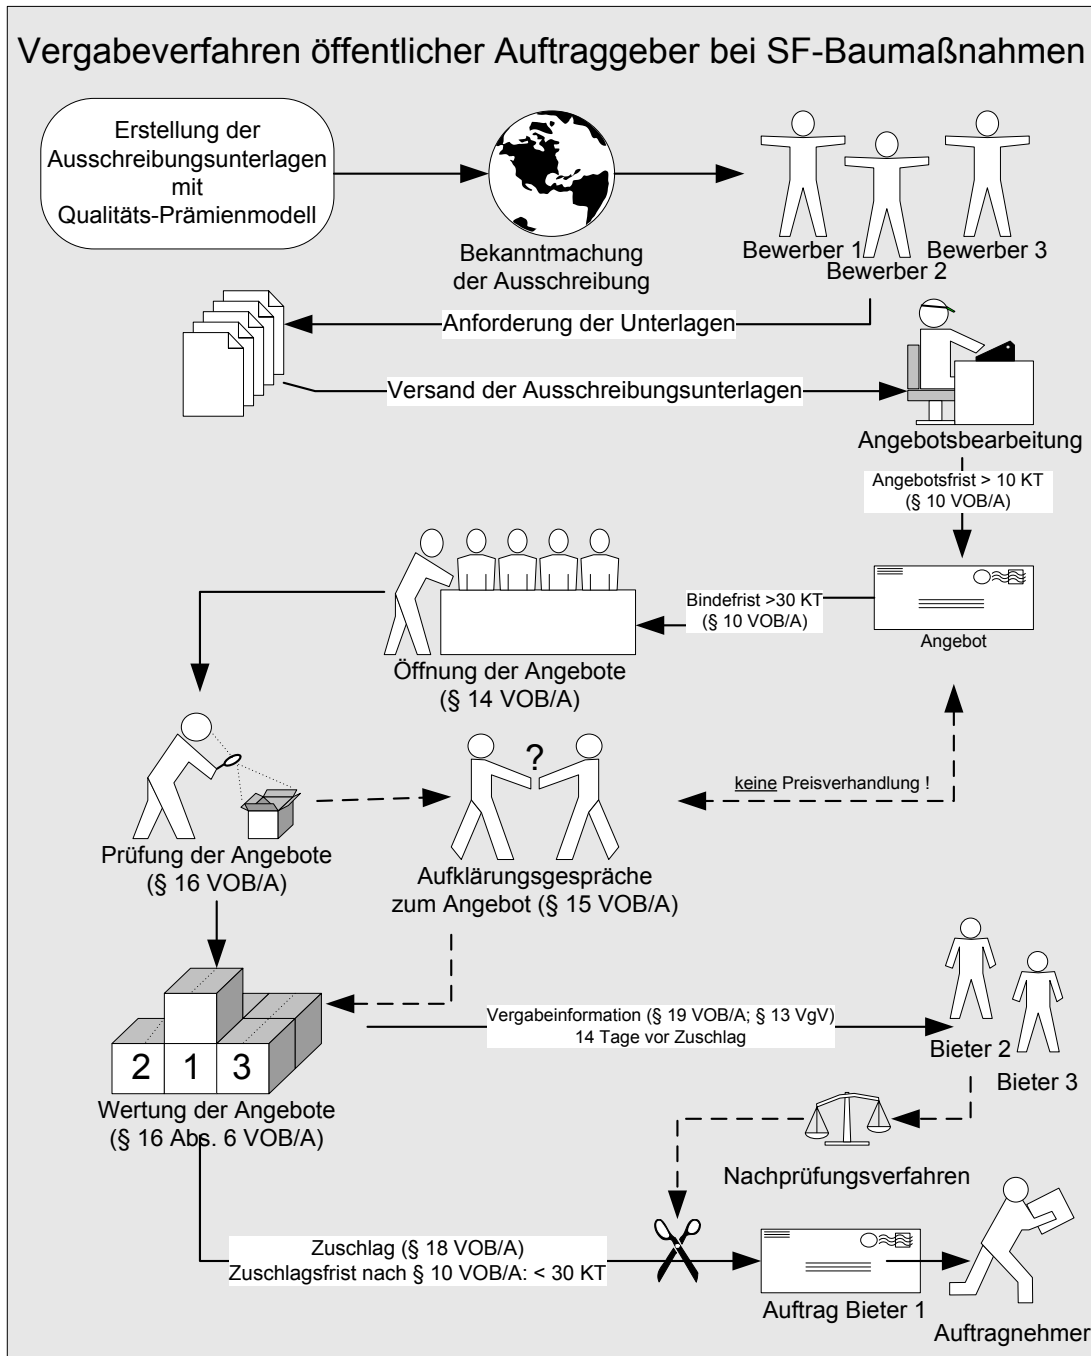 Vergabeverfahren öffentlicher Auftraggeber bei SF-Baumaßnahmen
Erstellung der
Ausschreibungsunterlagen
mit
Qualitäts-Prämienmodell
Bekanntmachung
der Ausschreibung
Bewerber 1
Bewerber 2
Bewerber 3
Anforderung der Unterlagen
Versand der Ausschreibungsunterlagen
Angebotsbearbeitung
Angebotsfrist > 10 KT
(§ 10 VOB/A)
Angebot
Bindefrist >30 KT
(§ 10 VOB/A)
Öffnung der Angebote
(§ 14 VOB/A)
Prüfung der Angebote
(§ 16 VOB/A)
?
Aufklärungsgespräche
zum Angebot (§ 15 VOB/A)
keine Preisverhandlung !
2 1 3
Wertung der Angebote
(§ 16 Abs. 6 VOB/A)
Vergabeinformation (§ 19 VOB/A; § 13 VgV)
14 Tage vor Zuschlag
Bieter 2
Bieter 3
Nachprüfungsverfahren
Zuschlag (§ 18 VOB/A)
Zuschlagsfrist nach § 10 VOB/A: < 30 KT
Auftrag Bieter 1
Auftragnehmer